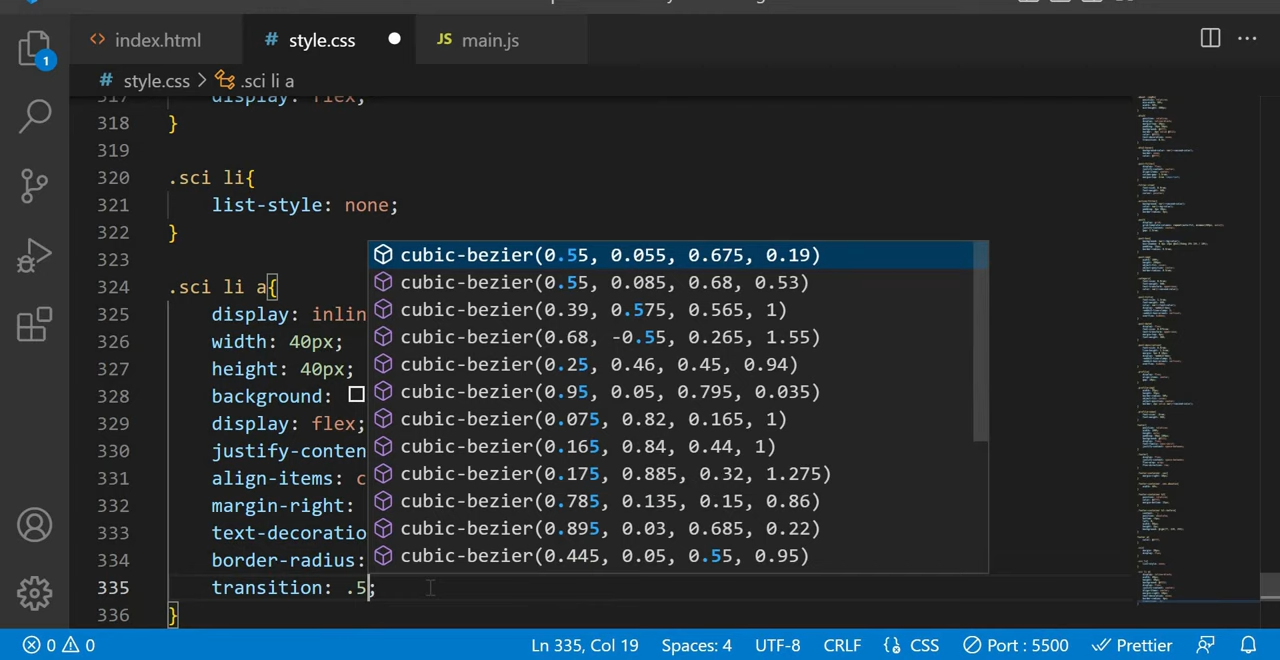 index.html
# style.css
JS main.js
1
# style.css > .sci li a
317 display: flex;
318 }
319
320 .sci li{
321 list-style: none;
322 }
323
324 .sci li a{
325 display: inlin
326 width: 40px;
327 height: 40px;
328 background:
329 display: flex;
330 justify-conten
331 align-items: c
332 margin-right:
333 text-decoratio
334 border-radius:
335 transition: .5;
336 }
cubic-bezier(0.55, 0.055, 0.675, 0.19)
cubic-bezier(0.55, 0.085, 0.68, 0.53)
cubic-bezier(0.39, 0.575, 0.565, 1)
cubic-bezier(0.68, -0.55, 0.265, 1.55)
cubic-bezier(0.25, 0.46, 0.45, 0.94)
cubic-bezier(0.95, 0.05, 0.795, 0.035)
cubic-bezier(0.075, 0.82, 0.165, 1)
cubic-bezier(0.165, 0.84, 0.44, 1)
cubic-bezier(0.175, 0.885, 0.32, 1.275)
cubic-bezier(0.785, 0.135, 0.15, 0.86)
cubic-bezier(0.895, 0.03, 0.685, 0.22)
cubic-bezier(0.445, 0.05, 0.55, 0.95)
0 0 Ln 335, Col 19 Spaces: 4 UTF-8 CRLF {} CSS Port : 5500 Prettier